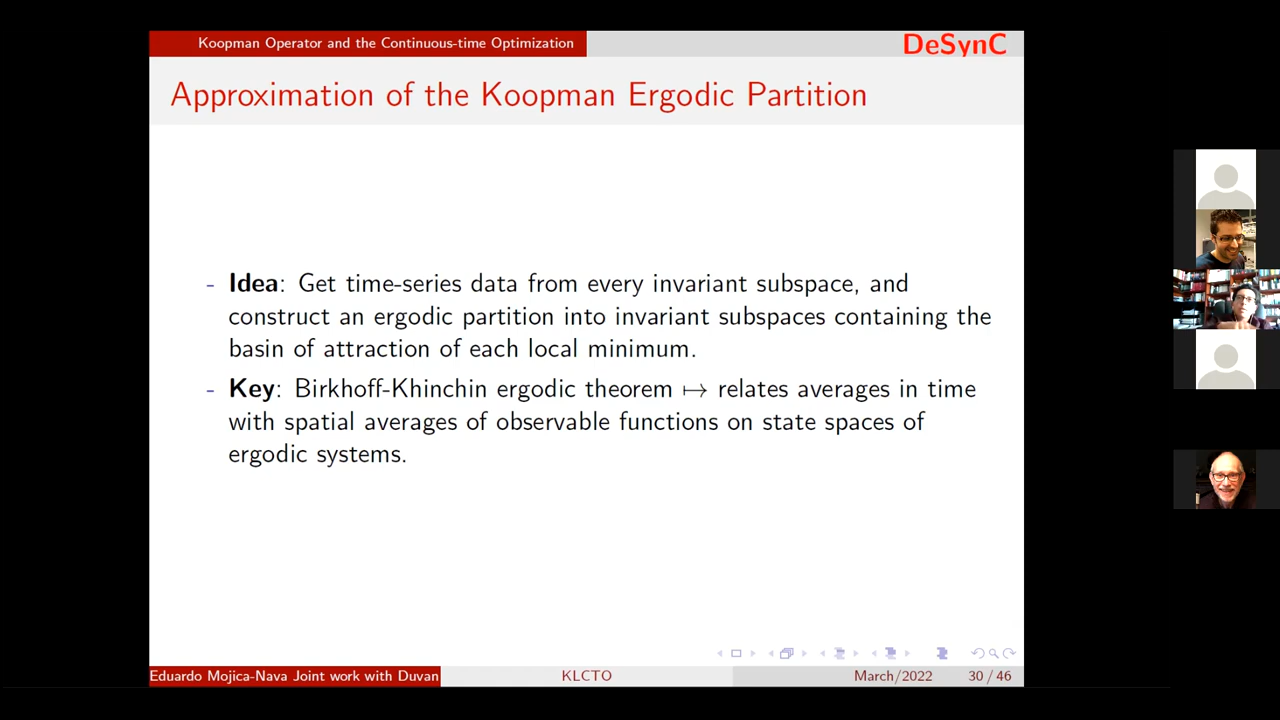 Koopman Operator and the Continuous-time Optimization
DeSynC
Approximation of the Koopman Ergodic Partition
- Idea: Get time-series data from every invariant subspace, and
construct an ergodic partition into invariant subspaces containing the
basin of attraction of each local minimum.
- Key: Birkhoff-Khinchin ergodic theorem ↦ relates averages in time
with spatial averages of observable functions on state spaces of
ergodic systems.
Eduardo Mojica-Nava Joint work with Duvan
KLCTO
March/2022
30 / 46